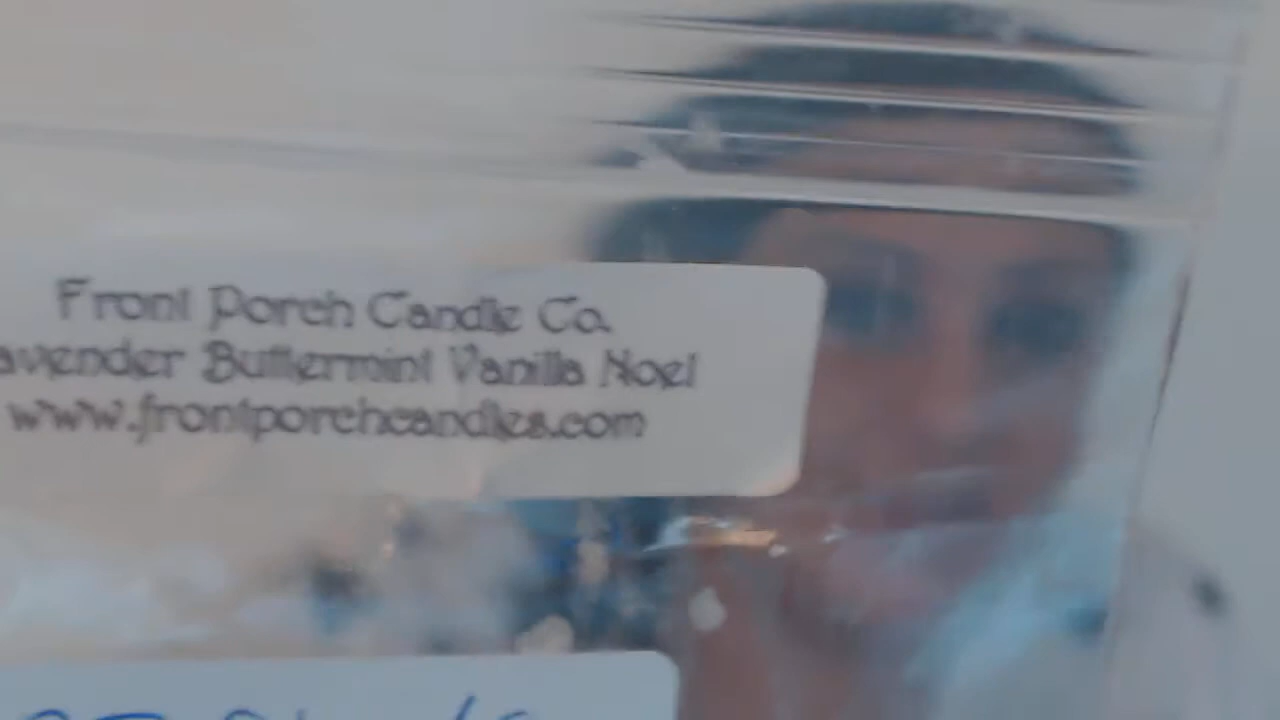 Front Porch Candle Co.
avender Buttermint Vanilla Noel
www.frontporchcandles.com